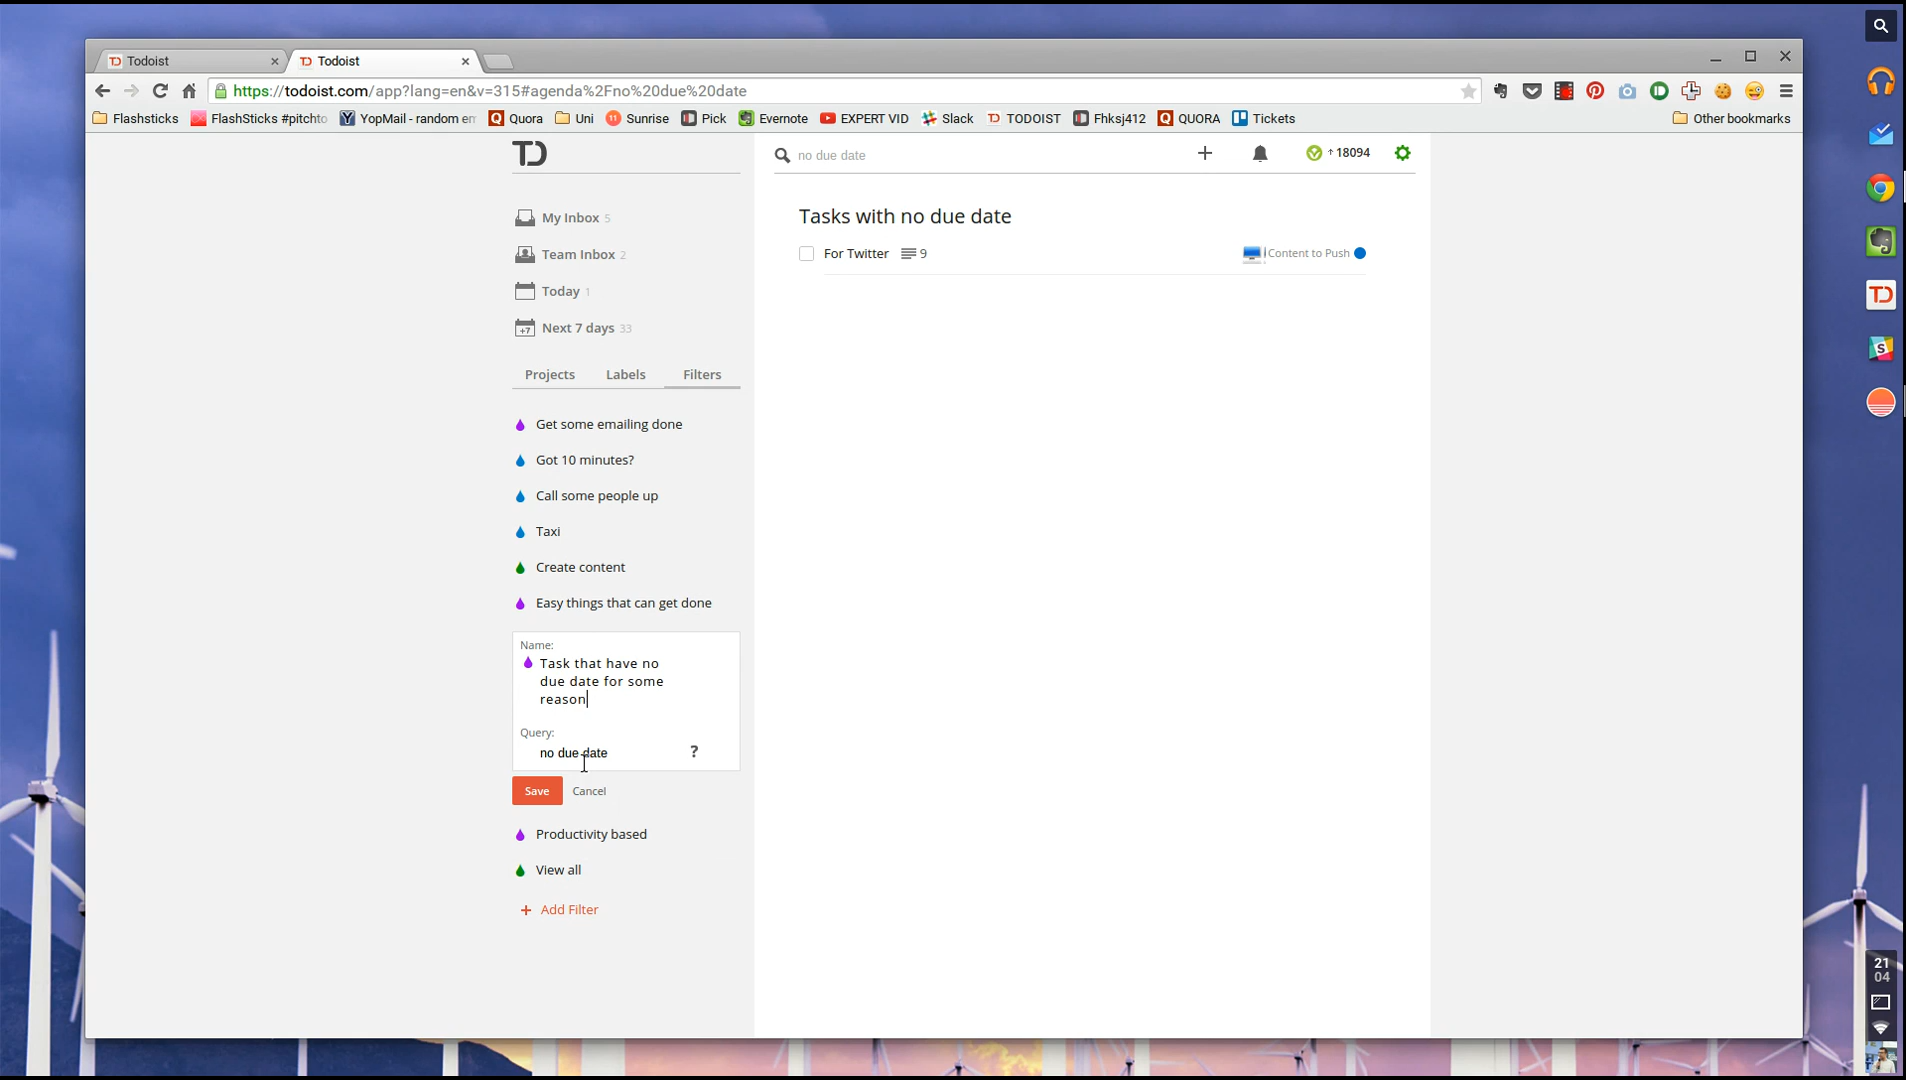 Todoist
Todoist
https://todoist.com/app?lang=en&v=315#agenda%2Fno%20due%20date
Flashsticks
FlashSticks #pitchto
YopMail - random em
Quora
Uni
Sunrise
Pick
Evernote
EXPERT VID
Slack
TODOIST
Fhksj412
QUORA
Tickets
Other bookmarks
TD
no due date
18094
My Inbox 5
Team Inbox 2
Today 1
+7 Next 7 days 33
Projects
Labels
Filters
Get some emailing done
Got 10 minutes?
Call some people up
Taxi
Create content
Easy things that can get done
Name:
Task that have no
due date for some
reason
Query:
no due date
?
Save
Cancel
Productivity based
View all
+ Add Filter
Tasks with no due date
For Twitter 9
Content to Push
TD
S
21
04